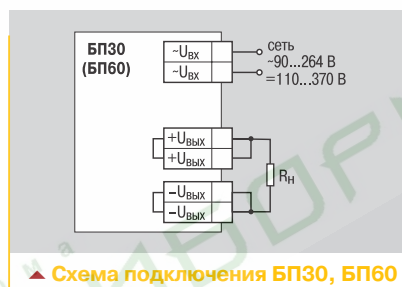 БП30
(БП60)
~Uвх
~Uвх
сеть
~90...264 В
=110...370 В
+Uвых
+Uвых
–Uвых
–Uвых
Rн
Схема подключения БП30, БП60